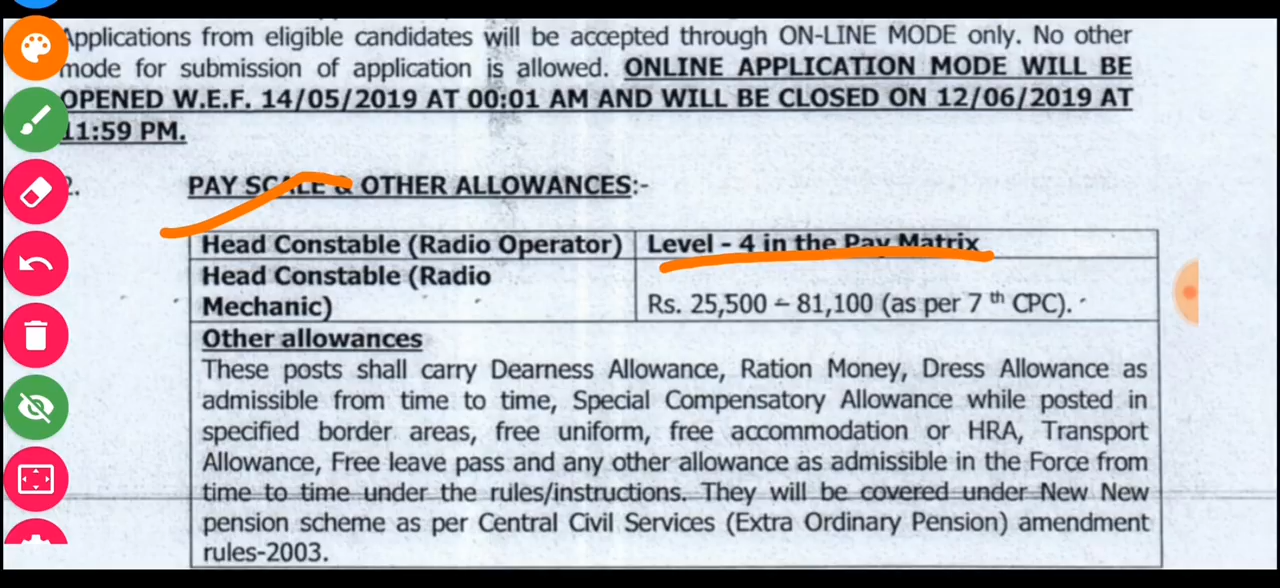 Applications from eligible candidates will be accepted through ON-LINE MODE only. No other
mode for submission of application is allowed. ONLINE APPLICATION MODE WILL BE
OPENED W.E.F. 14/05/2019 AT 00:01 AM AND WILL BE CLOSED ON 12/06/2019 AT
11:59 PM.
2. PAY SCALE & OTHER ALLOWANCES:-
Head Constable (Radio Operator) Level - 4 in the Pay Matrix
Head Constable (Radio
Mechanic) Rs. 25,500 – 81,100 (as per 7 th CPC).
Other allowances
These posts shall carry Dearness Allowance, Ration Money, Dress Allowance as
admissible from time to time, Special Compensatory Allowance while posted in
specified border areas, free uniform, free accommodation or HRA, Transport
Allowance, Free leave pass and any other allowance as admissible in the Force from
time to time under the rules/instructions. They will be covered under New New
pension scheme as per Central Civil Services (Extra Ordinary Pension) amendment
rules-2003.